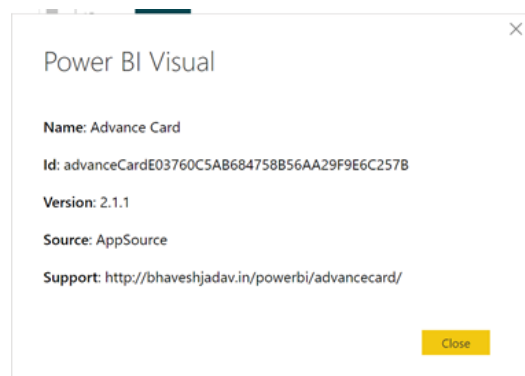 Power BI Visual
Name: Advance Card
Id: advanceCardE03760C5AB684758B56AA29F9E6C257B
Version: 2.1.1
Source: AppSource
Support: http://bhaveshjadav.in/powerbi/advancecard/
Close